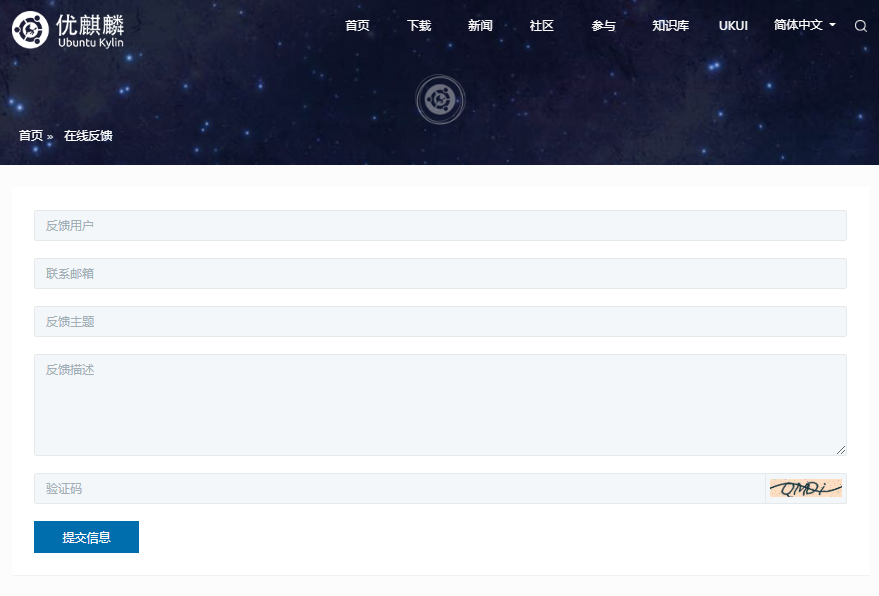 优麒麟
Ubuntu Kylin
首页 下载 新闻 社区 参与 知识库 UKUI 简体中文
首页 » 在线反馈
反馈用户
联系邮箱
反馈主题
反馈描述
验证码
QMDi
提交信息